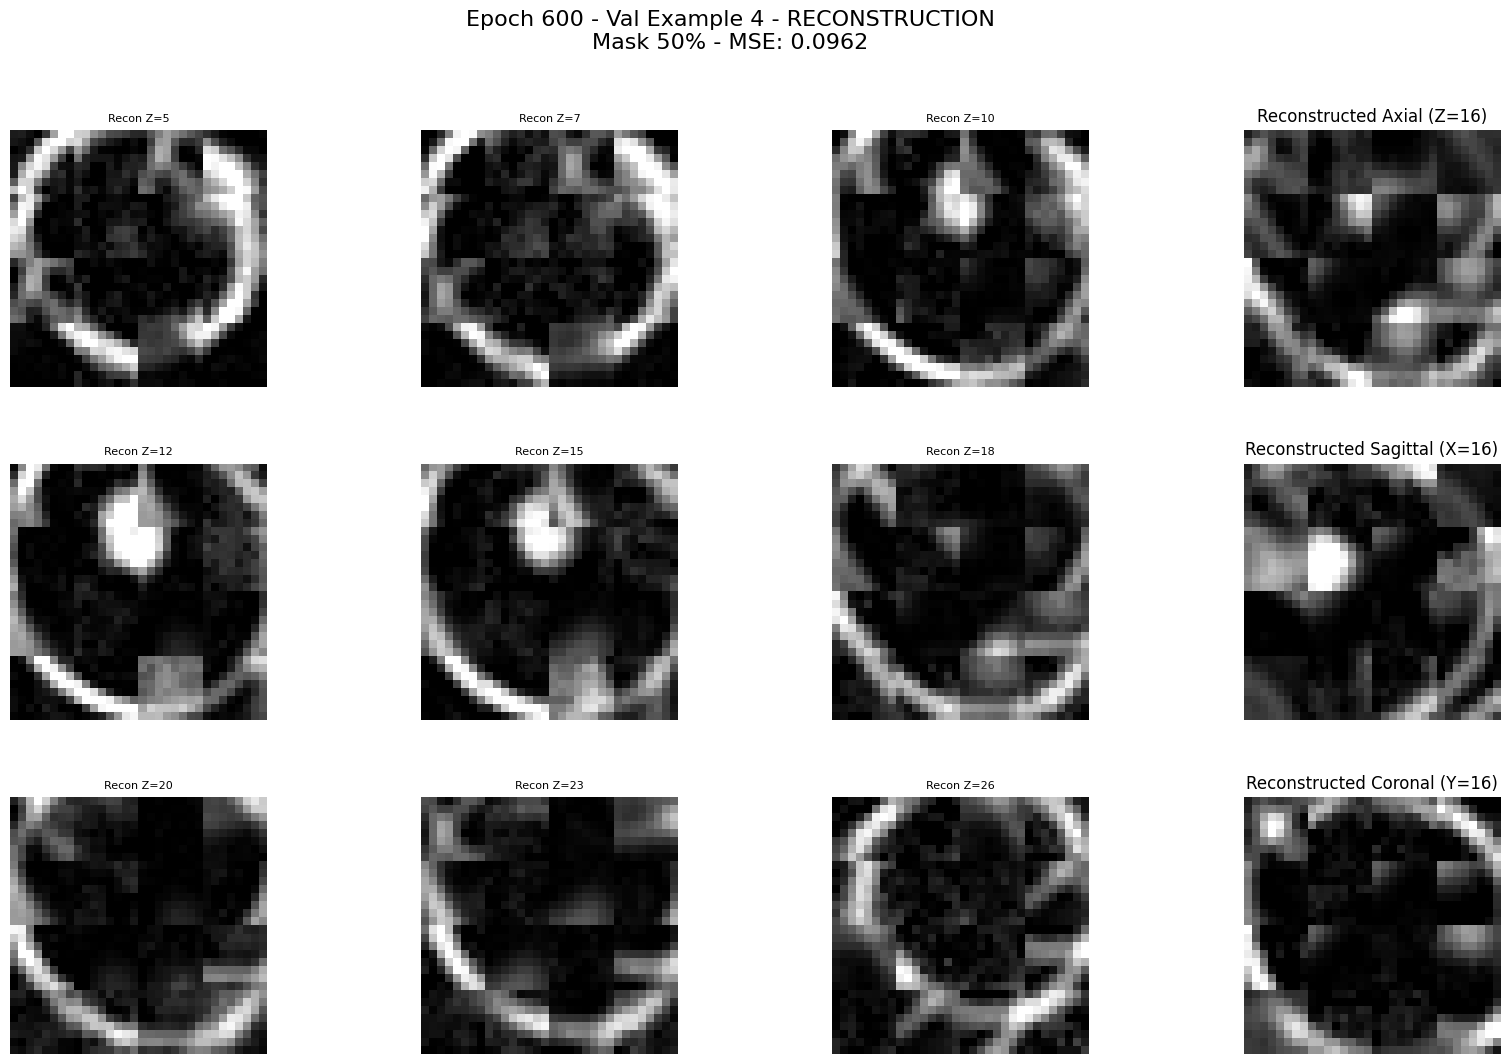 Epoch 600 - Val Example 4 - RECONSTRUCTION
Mask 50% - MSE: 0.0962
Recon Z=5
Recon Z=7
Recon Z=10
Reconstructed Axial (Z=16)
Recon Z=12
Recon Z=15
Recon Z=18
Reconstructed Sagittal (X=16)
Recon Z=20
Recon Z=23
Recon Z=26
Reconstructed Coronal (Y=16)